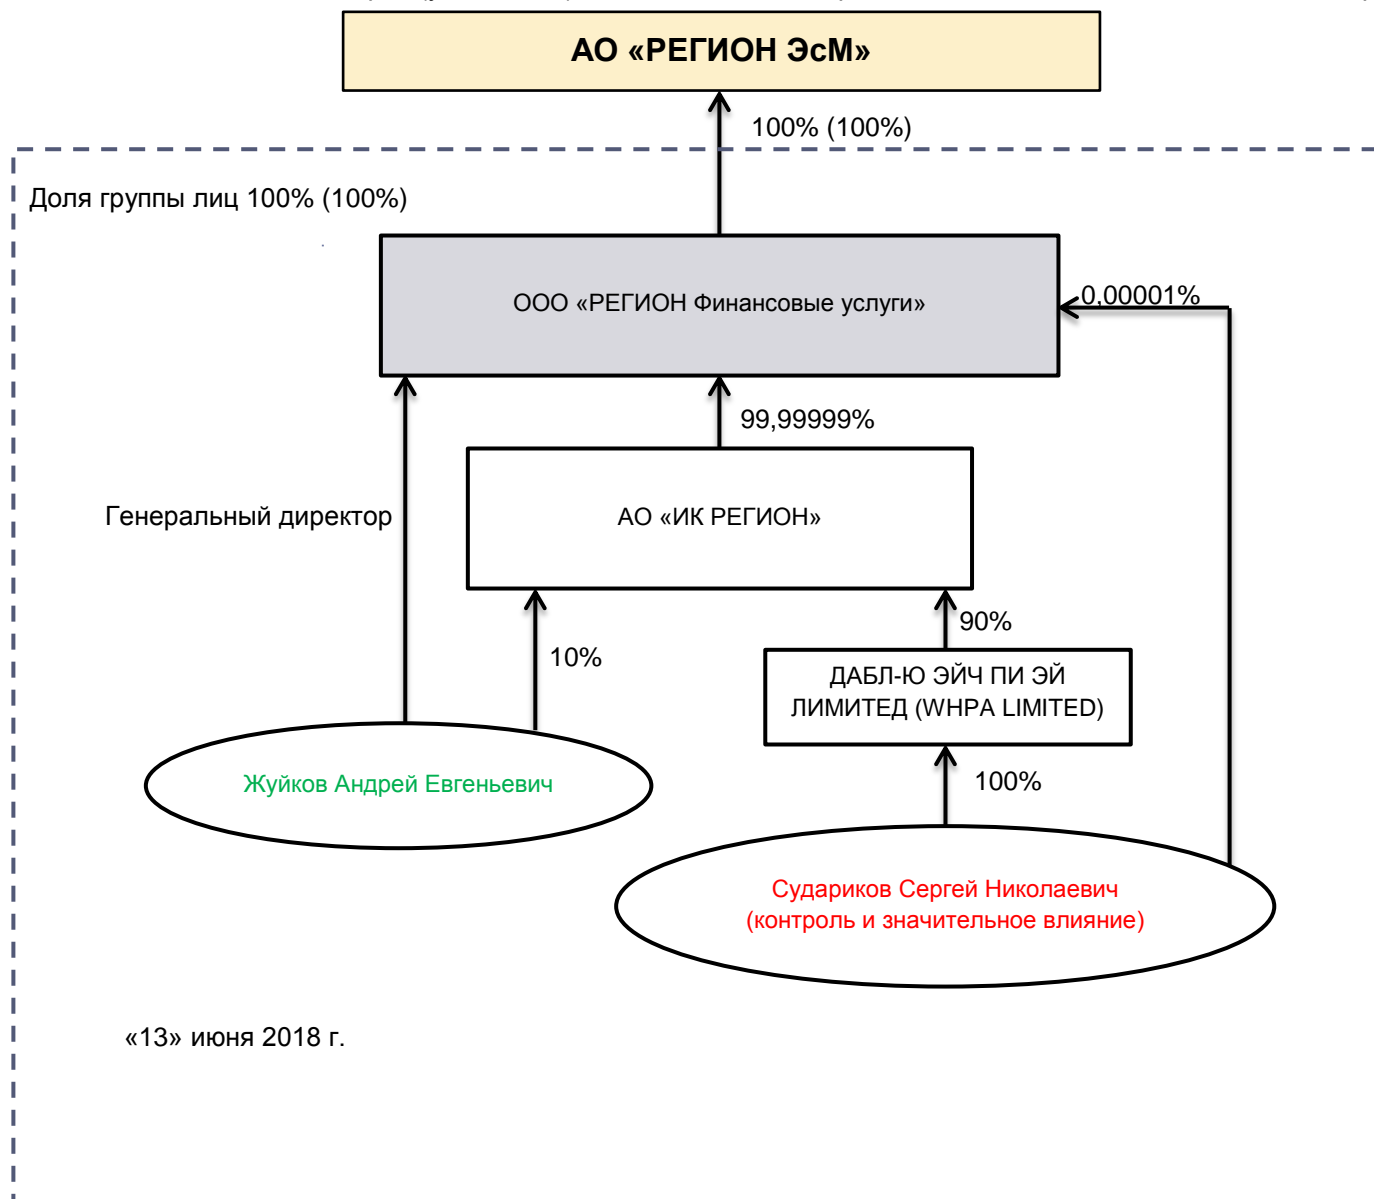 АО «РЕГИОН ЭсМ»
100% (100%)
Доля группы лиц 100% (100%)
ООО «РЕГИОН Финансовые услуги»
0,00001%
99,99999%
Генеральный директор
АО «ИК РЕГИОН»
90%
10%
ДАБЛ-Ю ЭЙЧ ПИ ЭЙ
ЛИМИТЕД (WHPA LIMITED)
Жуйков Андрей Евгеньевич
100%
Судариков Сергей Николаевич
(контроль и значительное влияние)
«13» июня 2018 г.